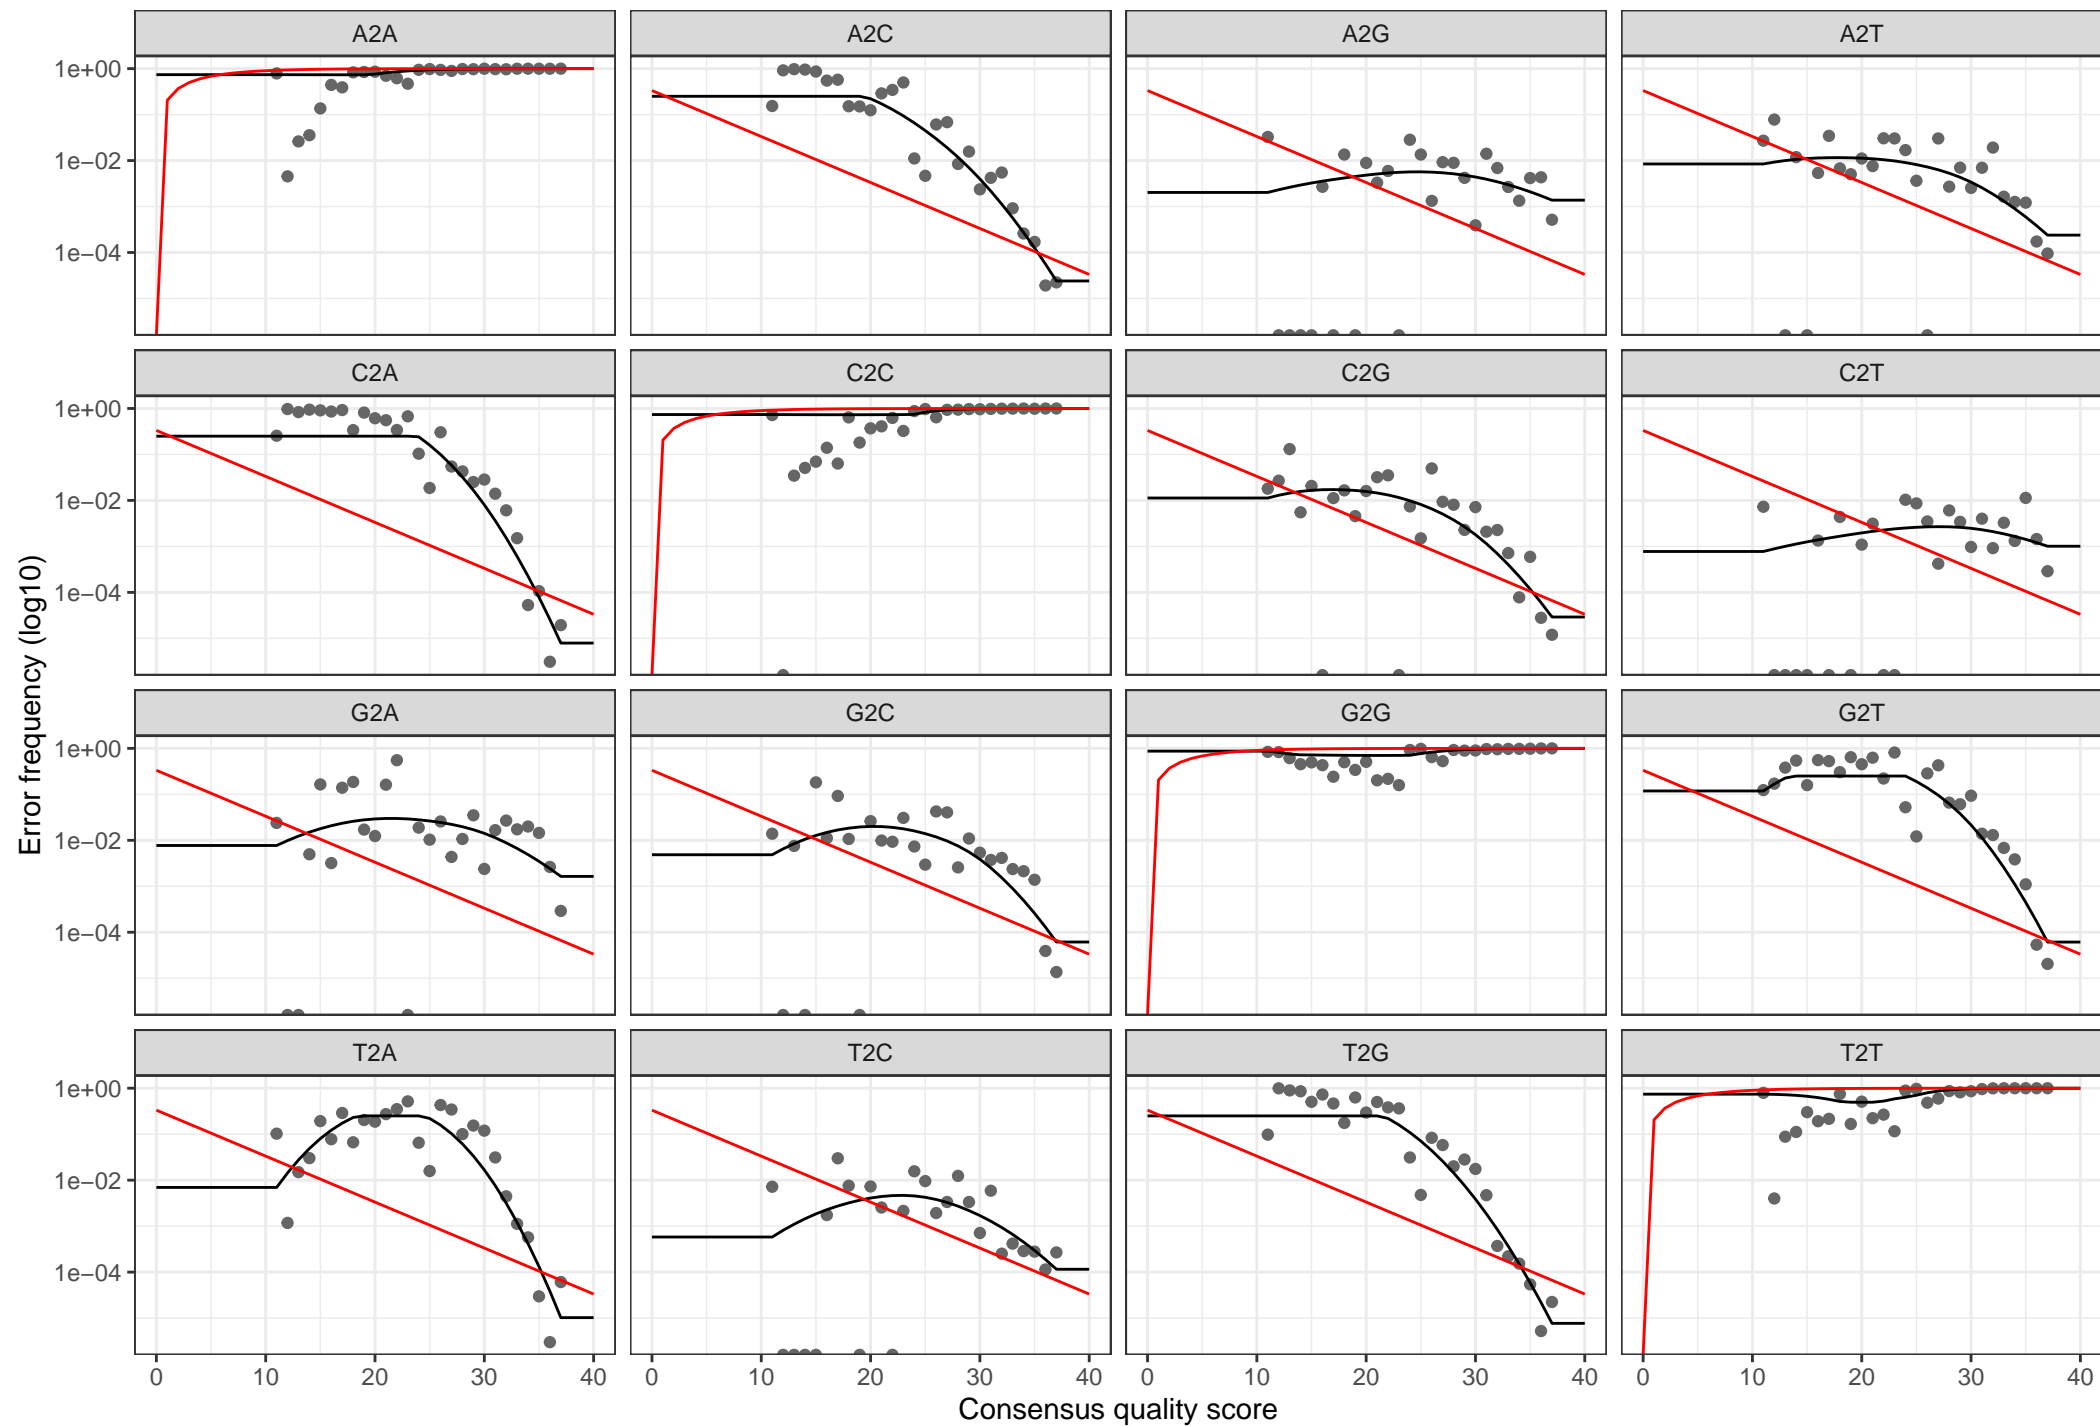 A2A
A2C
A2G
A2T
1e+00
1e−02
1e−04
C2A
C2C
C2G
C2T
1e+00
1e−02
1e−04
G2A
G2C
G2G
G2T
1e+00
1e−02
1e−04
T2A
T2C
T2G
T2T
1e+00
1e−02
1e−04
0 10 20 30 40
0 10 20 30 40
0 10 20 30 40
0 10 20 30 40
Consensus quality score
Error frequency (log10)